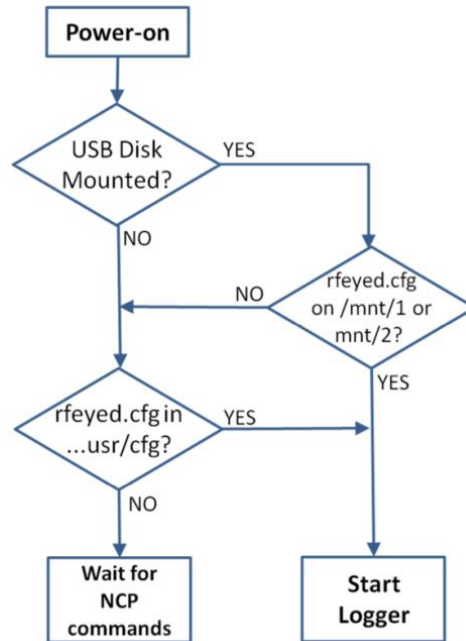 Power-on
USB Disk
Mounted?
YES
NO
rfeyed.cfg
on /mnt/1 or
mnt/2?
NO
YES
rfeyed.cfg in
...usr/cfg?
YES
NO
Wait for
NCP
commands
Start
Logger